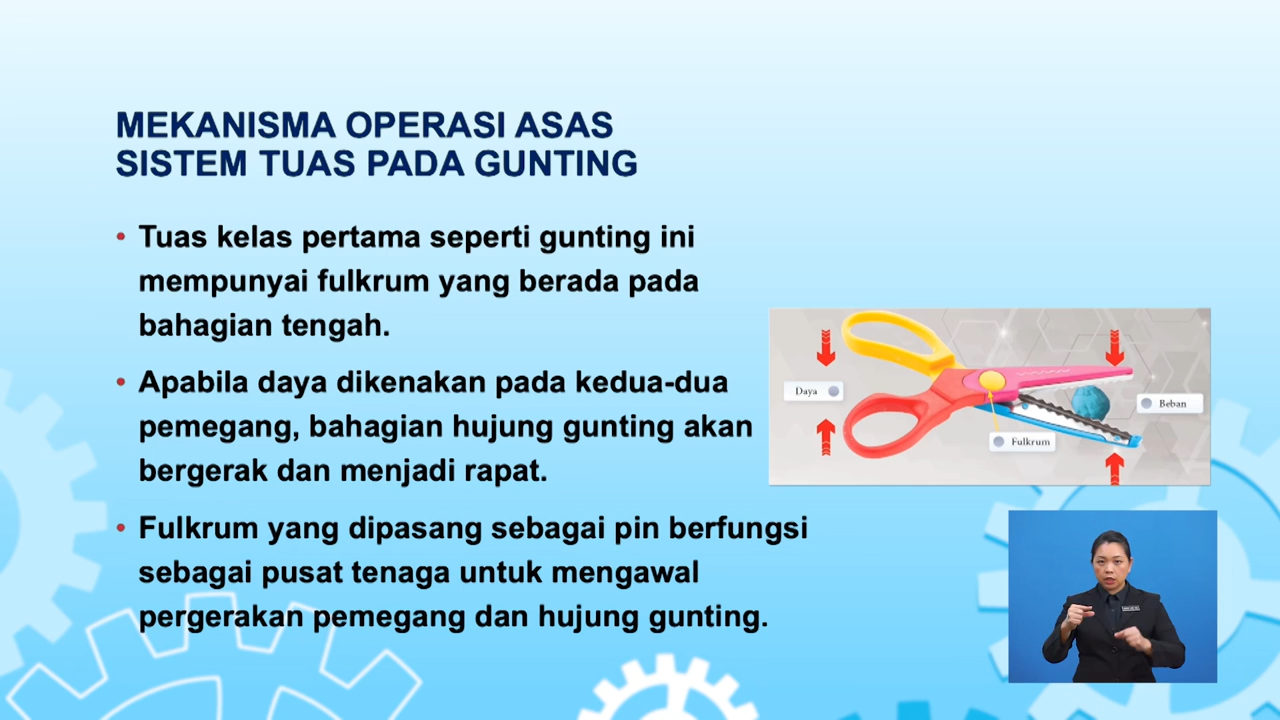 MEKANISMA OPERASI ASAS
SISTEM TUAS PADA GUNTING
• Tuas kelas pertama seperti gunting ini
mempunyai fulkrum yang berada pada
bahagian tengah.
• Apabila daya dikenakan pada kedua-dua
pemegang, bahagian hujung gunting akan
bergerak dan menjadi rapat.
• Fulkrum yang dipasang sebagai pin berfungsi
sebagai pusat tenaga untuk mengawal
pergerakan pemegang dan hujung gunting.
Daya
Beban
Fulkrum